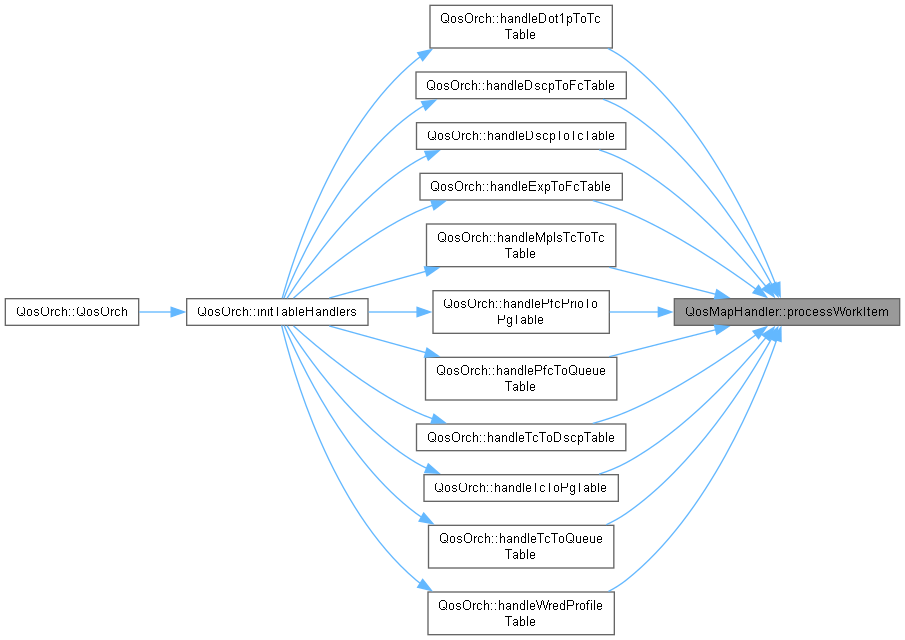 QosOrch::handleDot1pToTc
Table
QosOrch::handleDscpToFcTable
QosOrch::handleDscpToTcTable
QosOrch::handleExpToFcTable
QosOrch::handleMplsTcToTc
Table
QosOrch::QosOrch
QosOrch::initTableHandlers
QosOrch::handlePfcPrioTo
PgTable
QosMapHandler::processWorkItem
QosOrch::handlePfcToQueue
Table
QosOrch::handleTcToDscpTable
QosOrch::handleTcToPgTable
QosOrch::handleTcToQueue
Table
QosOrch::handleWredProfile
Table